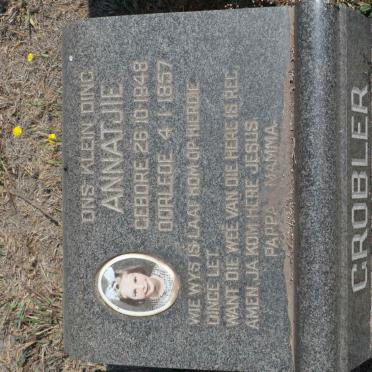 ONS KLEIN DING
ANNATJIE
GEBORE 26·10·1948
OORLEDE 4·1·1957
WIE WYS IS LAAT HOM OP HIERDIE
DINGE LET.
WANT DIE WEË VAN DIE HERE IS REG.
AMEN, JA KOM HERE JESUS.
PAPPA MAMMA.
GROBLER